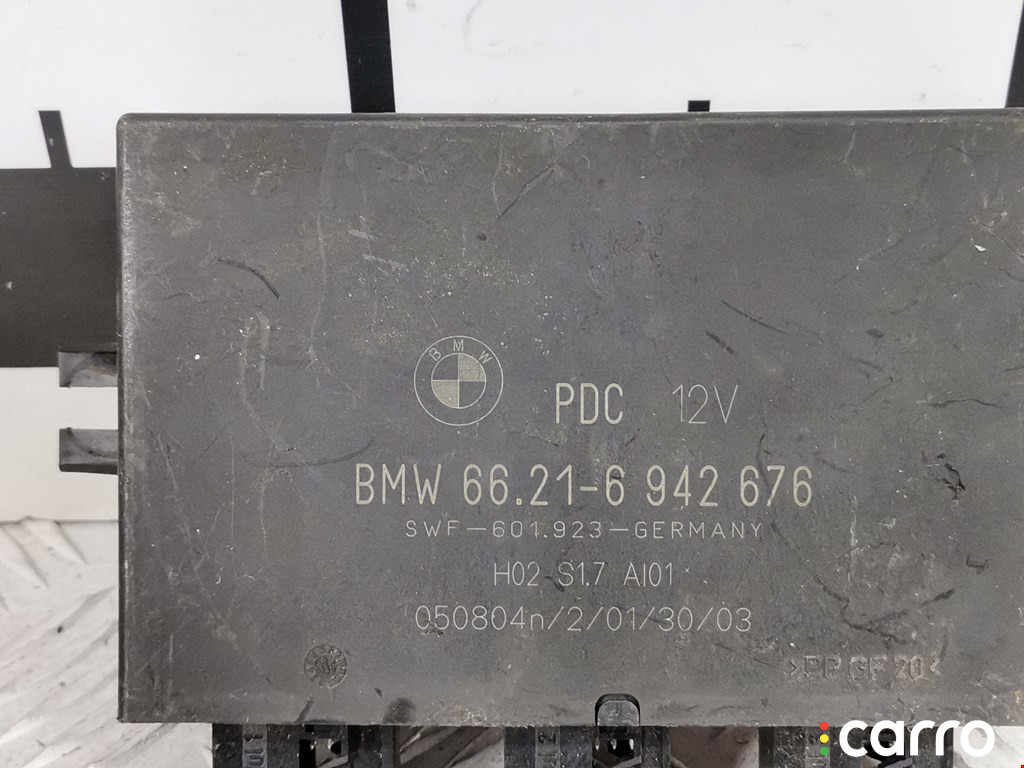 BMW
PDC 12V
BMW 66.21-6 942 676
SWF-601.923-GERMANY
H02 S1.7 AI01
050804n/2/01/30/03
>PP GF 20<
carro